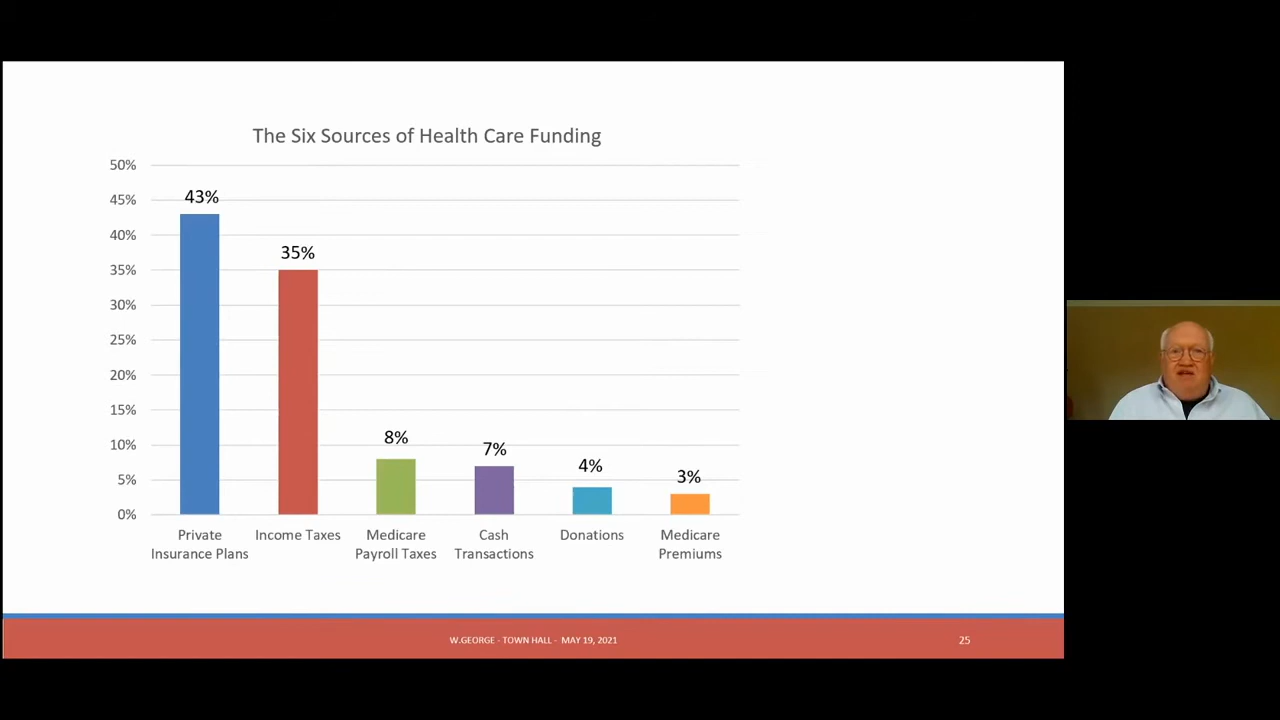 The Six Sources of Health Care Funding
50%
45%
40%
35%
30%
25%
20%
15%
10%
5%
0%
43%
35%
8%
7%
4%
3%
Private
Insurance Plans
Income Taxes
Medicare
Payroll Taxes
Cash
Transactions
Donations
Medicare
Premiums
W.GEORGE - TOWN HALL - MAY 19, 2021
25